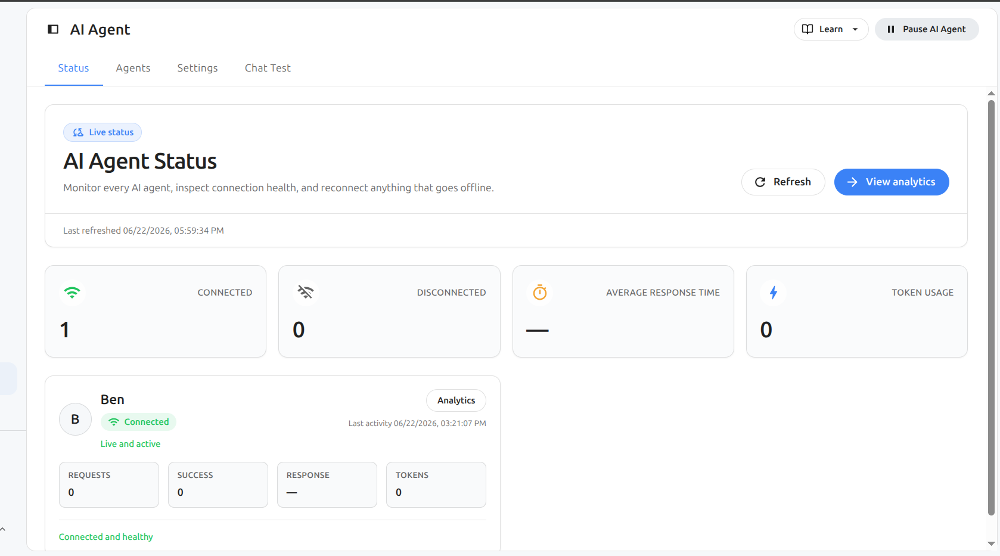 AI Agent
Learn
Pause AI Agent
Status
Agents
Settings
Chat Test
Live status
AI Agent Status
Monitor every AI agent, inspect connection health, and reconnect anything that goes offline.
Refresh
View analytics
Last refreshed 06/22/2026, 05:59:34 PM
CONNECTED
1
DISCONNECTED
0
AVERAGE RESPONSE TIME
—
TOKEN USAGE
0
B
Ben
Connected
Live and active
Analytics
Last activity 06/22/2026, 03:21:07 PM
REQUESTS
0
SUCCESS
0
RESPONSE
—
TOKENS
0
Connected and healthy